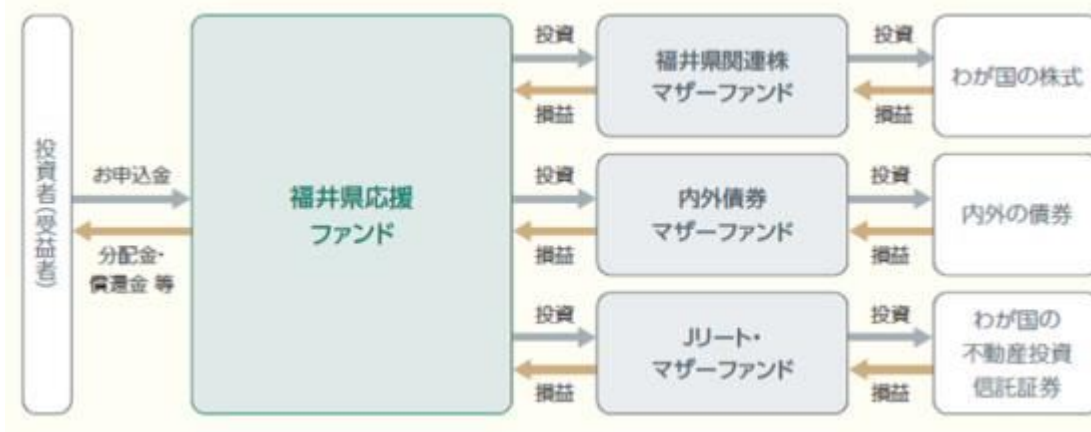 投資者(受益者)
お申込金
分配金・
償還金 等
福井県応援
ファンド
投資
損益
福井県関連株
マザーファンド
投資
損益
わが国の株式
投資
損益
内外債券
マザーファンド
投資
損益
内外の債券
投資
損益
Jリート・
マザーファンド
投資
損益
わが国の
不動産投資
信託証券